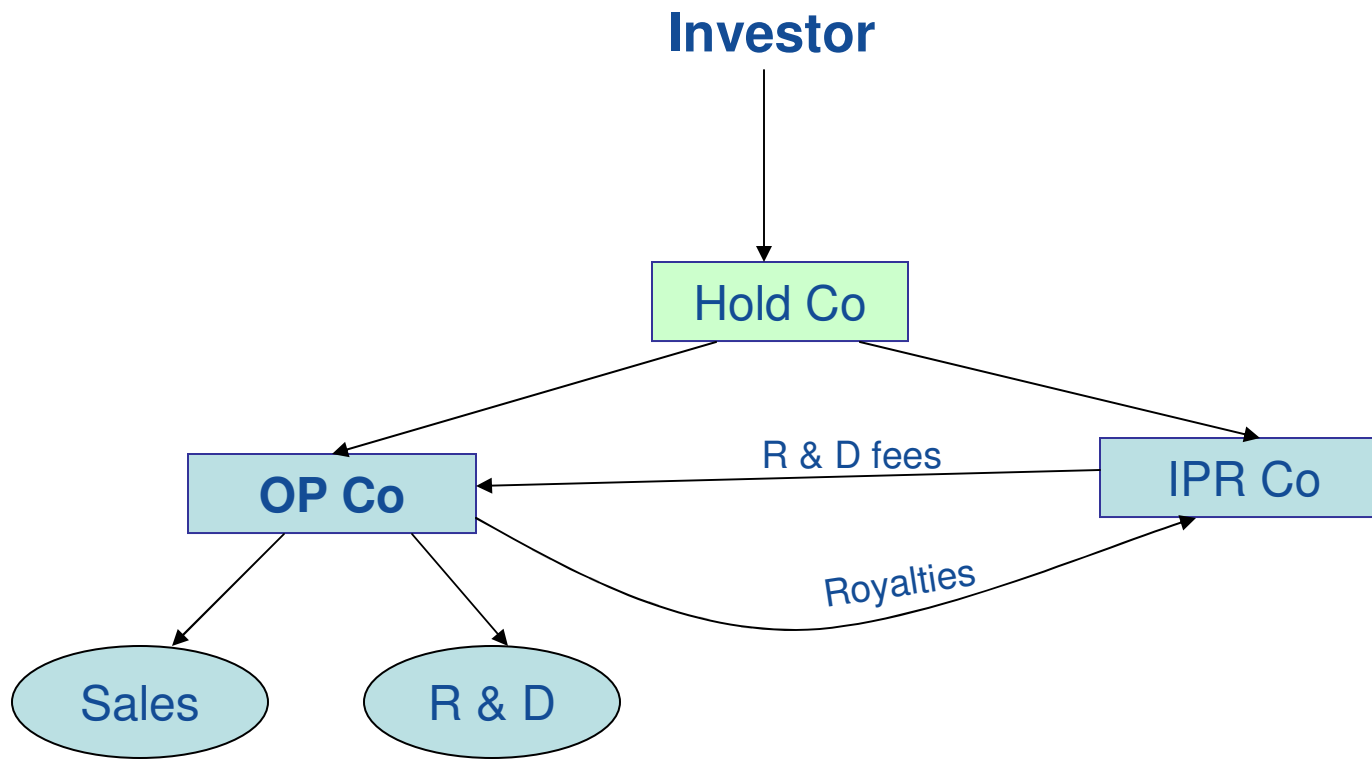 Investor
Hold Co
R & D fees
OP Co
IPR Co
Royalties
Sales
R & D